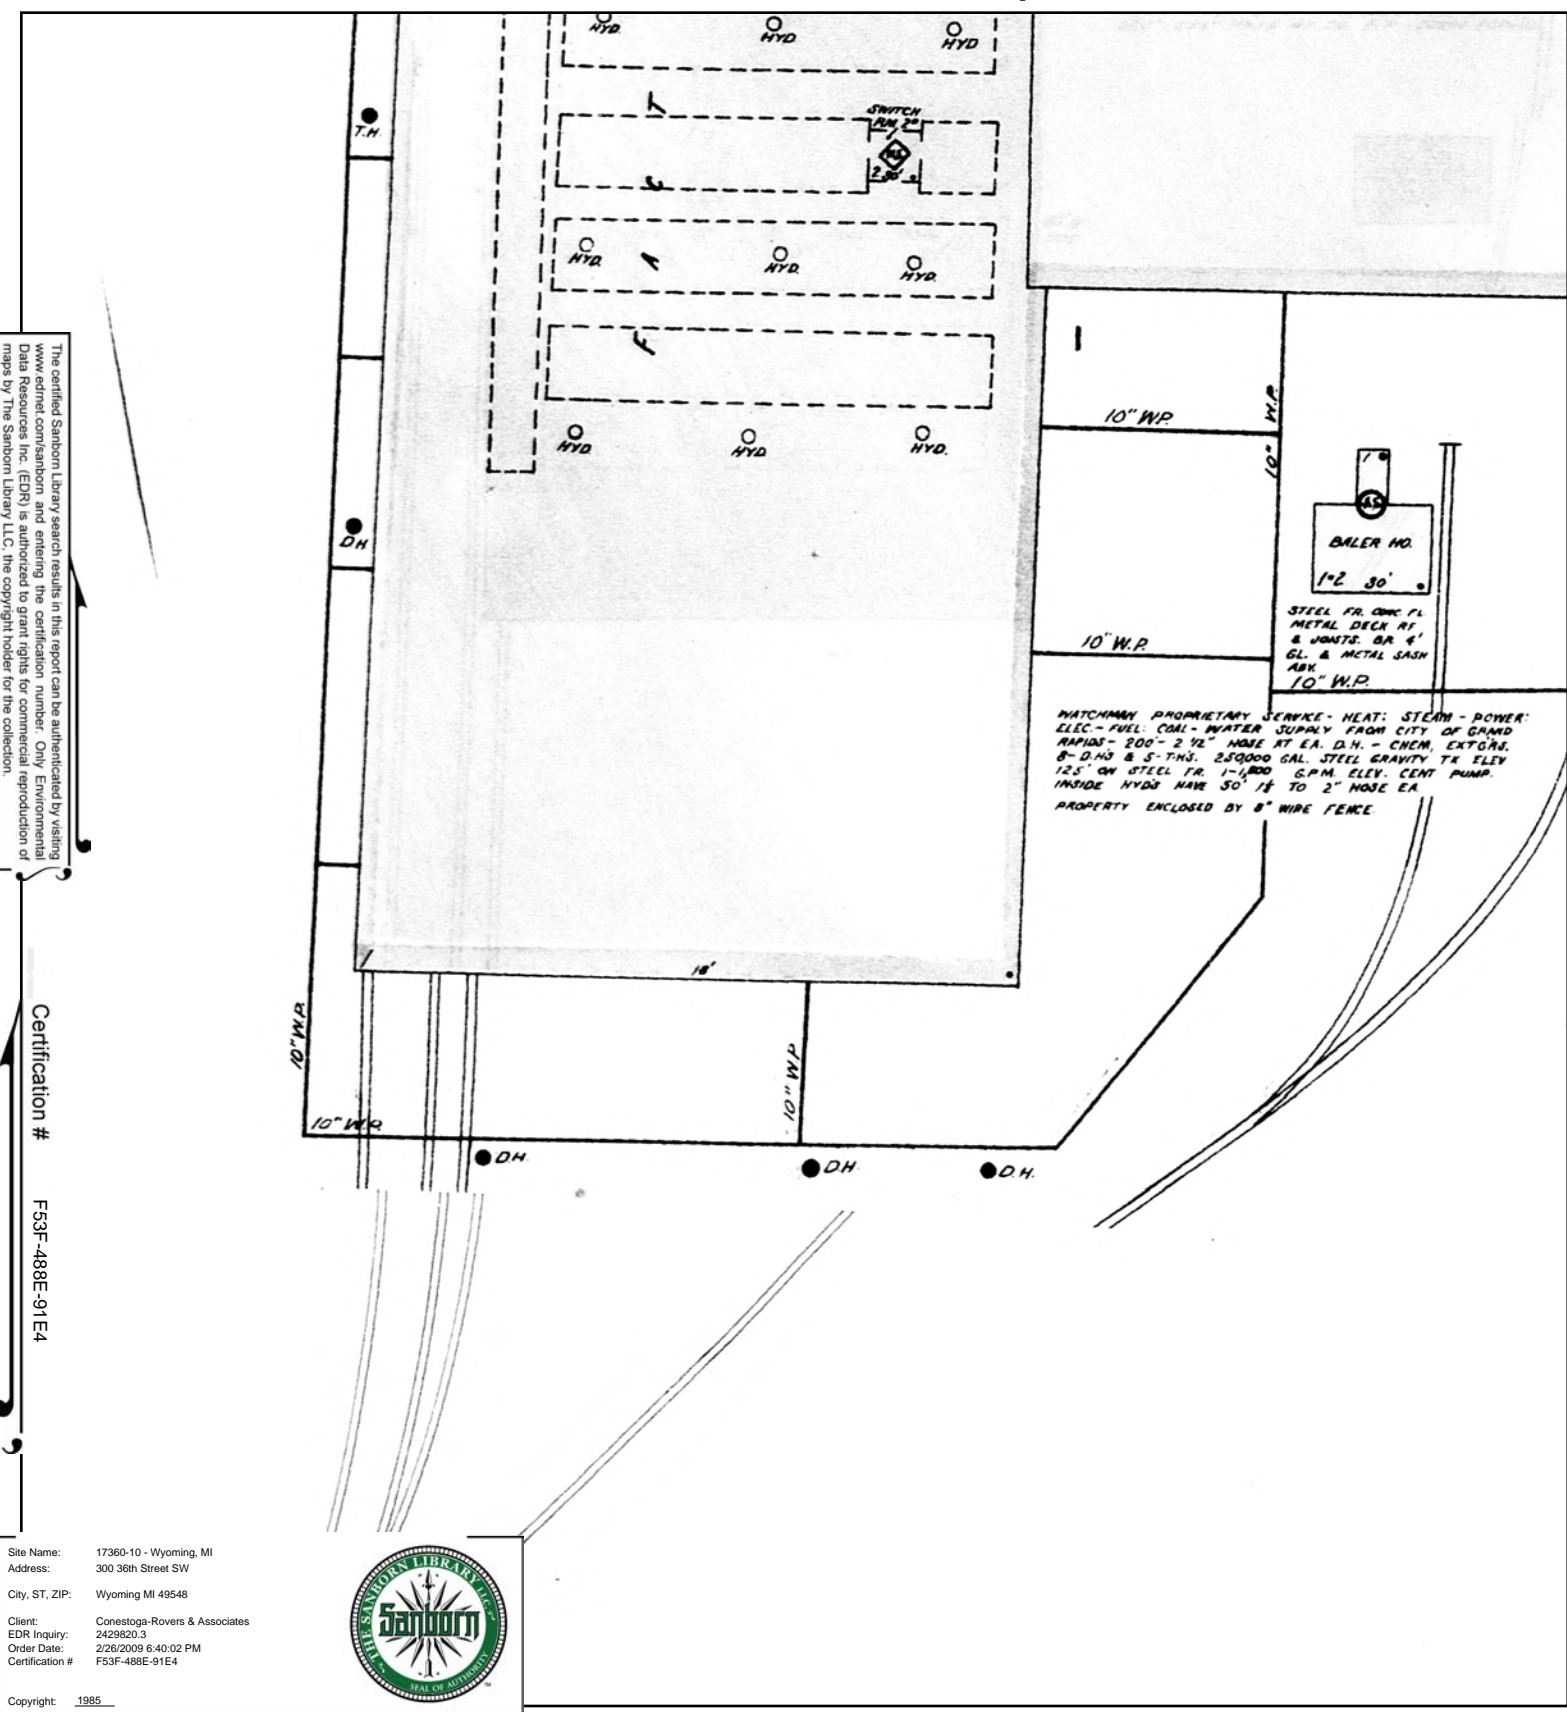 HYD.
HYD.
HYD.
T.H.
SWITCH
RM. 2º
2 30'
T
C
A
F
HYD.
HYD.
HYD.
HYD.
HYD.
HYD.
D.H.
10" W.P.
10" W.P.
10" W.P.
1
BALER HO.
1=2 30'
STEEL FR. CONC. FL
METAL DECK RF
& JOISTS. BR. 4'
GL. & METAL SASH
ABV.
10" W.P.
WATCHMAN PROPRIETARY SERVICE - HEAT: STEAM - POWER:
ELEC. - FUEL: COAL - WATER SUPPLY FROM CITY OF GRAND
RAPIDS - 200' - 2 1/2" HOSE AT EA. D.H. - CHEM. EXTGRS.
8 - D.H'S & 5 - T.H'S. 250,000 GAL. STEEL GRAVITY TK ELEV
125' ON STEEL FR. G.P.M. ELEV. CENT PUMP.
INSIDE HYD'S HAVE 50' TO 2" HOSE EA.
PROPERTY ENCLOSED BY 8" WIRE FENCE.
1
18'
10" W.P.
10" W.P.
10" W.P.
D.H.
D.H.
D.H.
The certified Sanborn Library search results in this report can be authenticated by visiting
www.edrnet.com/sanborn and entering the certification number. Only Environmental
Data Resources Inc. (EDR) is authorized to grant rights for commercial reproduction of
maps by The Sanborn Library LLC, the copyright holder for the collection.
Certification # F53F-488E-91E4
Site Name: 17360-10 - Wyoming, MI
Address: 300 36th Street SW
City, ST, ZIP: Wyoming MI 49548
Client: Conestoga-Rovers & Associates
EDR Inquiry: 2429820.3
Order Date: 2/26/2009 6:40:02 PM
Certification # F53F-488E-91E4
Copyright: 1985
THE SANBORN LIBRARY, LLC
Sanborn
SEAL OF AUTHORITY
™